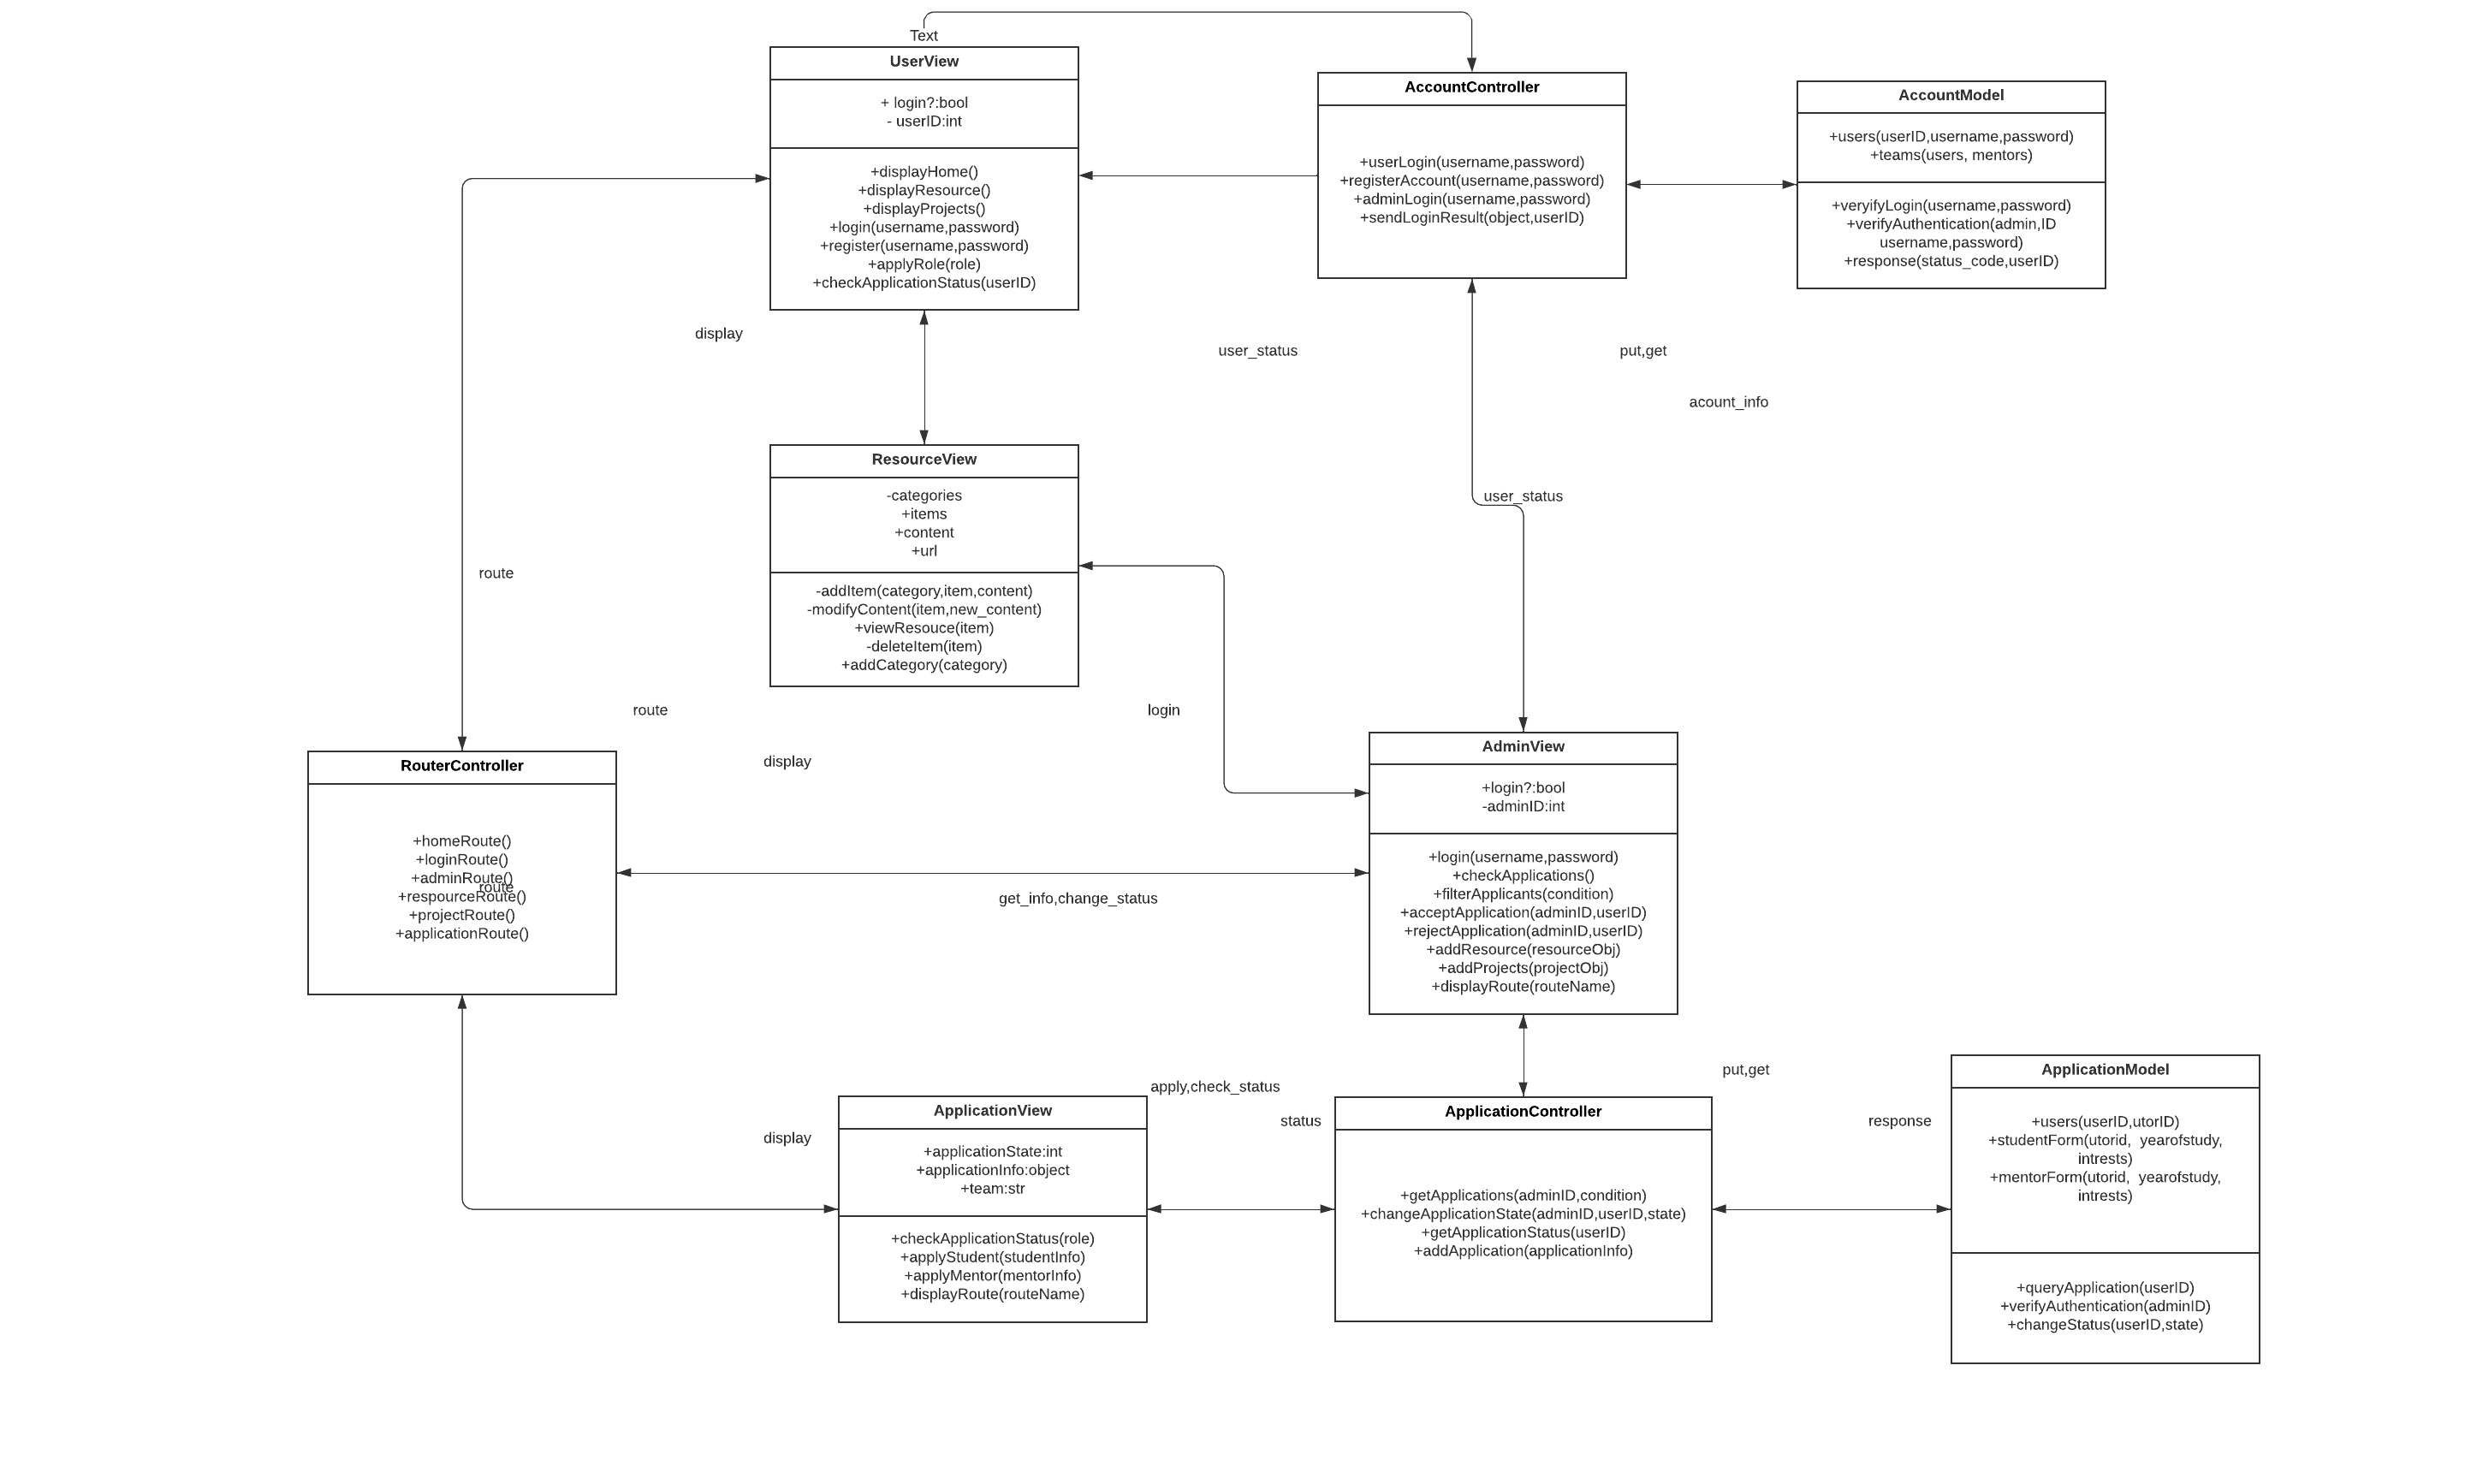 Text
UserView
+ login?:bool
- userID:int
+displayHome()
+displayResource()
+displayProjects()
+login(username,password)
+register(username,password)
+applyRole(role)
+checkApplicationStatus(userID)
AccountController
+userLogin(username,password)
+registerAccount(username,password)
+adminLogin(username,password)
+sendLoginResult(object,userID)
AccountModel
+users(userID,username,password)
+teams(users, mentors)
+veryifyLogin(username,password)
+verifyAuthentication(admin,ID
username,password)
+response(status_code,userID)
display
user_status
put,get
acount_info
ResourceView
-categories
+items
+content
+url
-addItem(category,item,content)
-modifyContent(item,new_content)
+viewResouce(item)
-deleteItem(item)
+addCategory(category)
user_status
route
route
login
display
RouterController
+homeRoute()
+loginRoute()
+adminRoute()
route
+respourceRoute()
+projectRoute()
+applicationRoute()
get_info,change_status
AdminView
+login?:bool
-adminID:int
+login(username,password)
+checkApplications()
+filterApplicants(condition)
+acceptApplication(adminID,userID)
+rejectApplication(adminID,userID)
+addResource(resourceObj)
+addProjects(projectObj)
+displayRoute(routeName)
apply,check_status
put,get
display
status
response
ApplicationView
+applicationState:int
+applicationInfo:object
+team:str
+checkApplicationStatus(role)
+applyStudent(studentInfo)
+applyMentor(mentorInfo)
+displayRoute(routeName)
ApplicationController
+getApplications(adminID,condition)
+changeApplicationState(adminID,userID,state)
+getApplicationStatus(userID)
+addApplication(applicationInfo)
ApplicationModel
+users(userID,utorID)
+studentForm(utorid,  yearofstudy,
intrests)
+mentorForm(utorid,  yearofstudy,
intrests)
+queryApplication(userID)
+verifyAuthentication(adminID)
+changeStatus(userID,state)